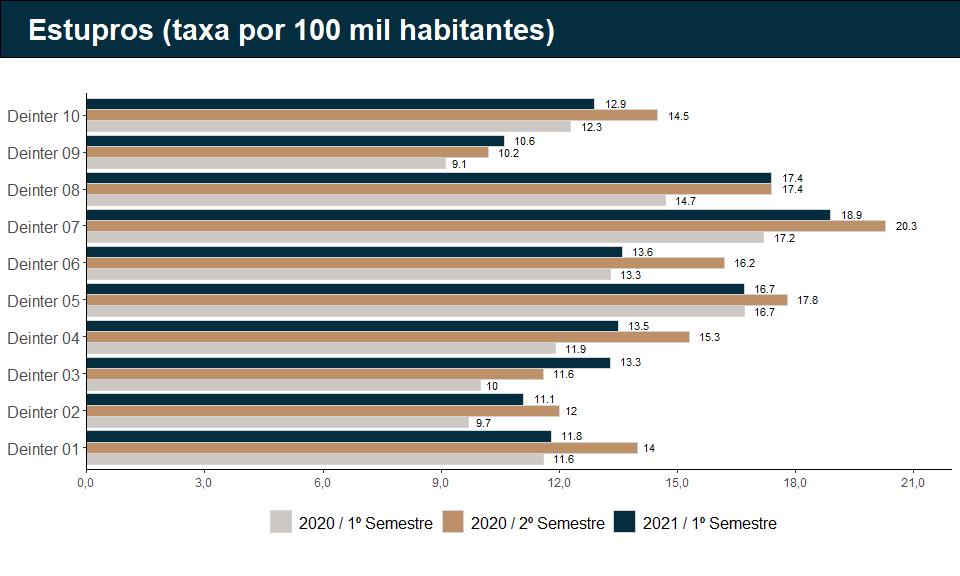 Estupros (taxa por 100 mil habitantes)
Deinter 10
12.9
14.5
12.3
Deinter 09
10.6
10.2
9.1
Deinter 08
17.4
17.4
14.7
Deinter 07
18.9
20.3
17.2
Deinter 06
13.6
16.2
13.3
Deinter 05
16.7
17.8
16.7
Deinter 04
13.5
15.3
11.9
Deinter 03
13.3
11.6
10
Deinter 02
11.1
12
9.7
Deinter 01
11.8
14
11.6
0,0 3,0 6,0 9,0 12,0 15,0 18,0 21,0
2020 / 1º Semestre 2020 / 2º Semestre 2021 / 1º Semestre